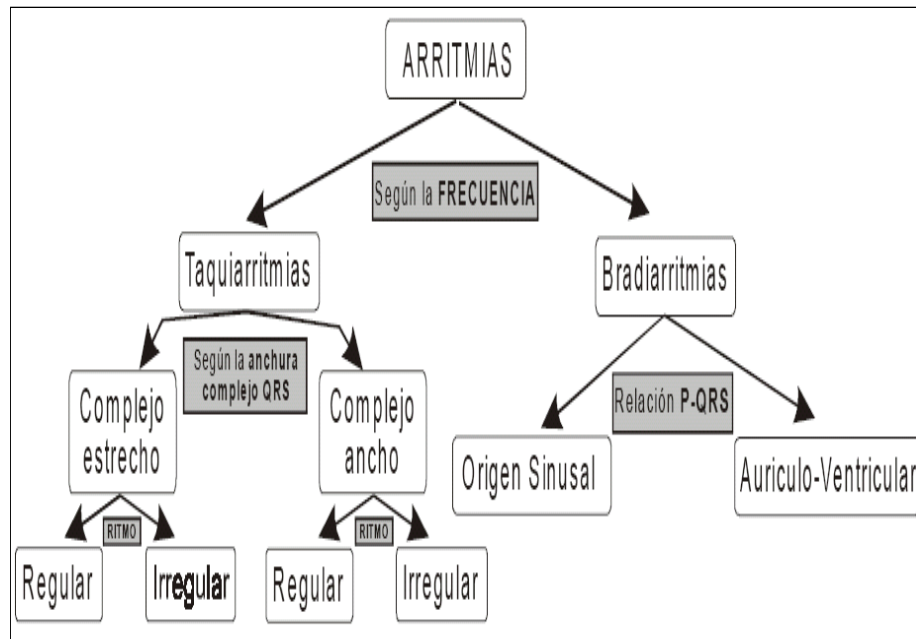 ARRITMIAS
Según la FRECUENCIA
Taquiarritmias
Bradiarritmias
Según la anchura
complejo QRS
Relación P-QRS
Complejo
estrecho
Complejo
ancho
Origen Sinusal
Auriculo-Ventricular
RITMO
RITMO
Regular
Irregular
Regular
Irregular